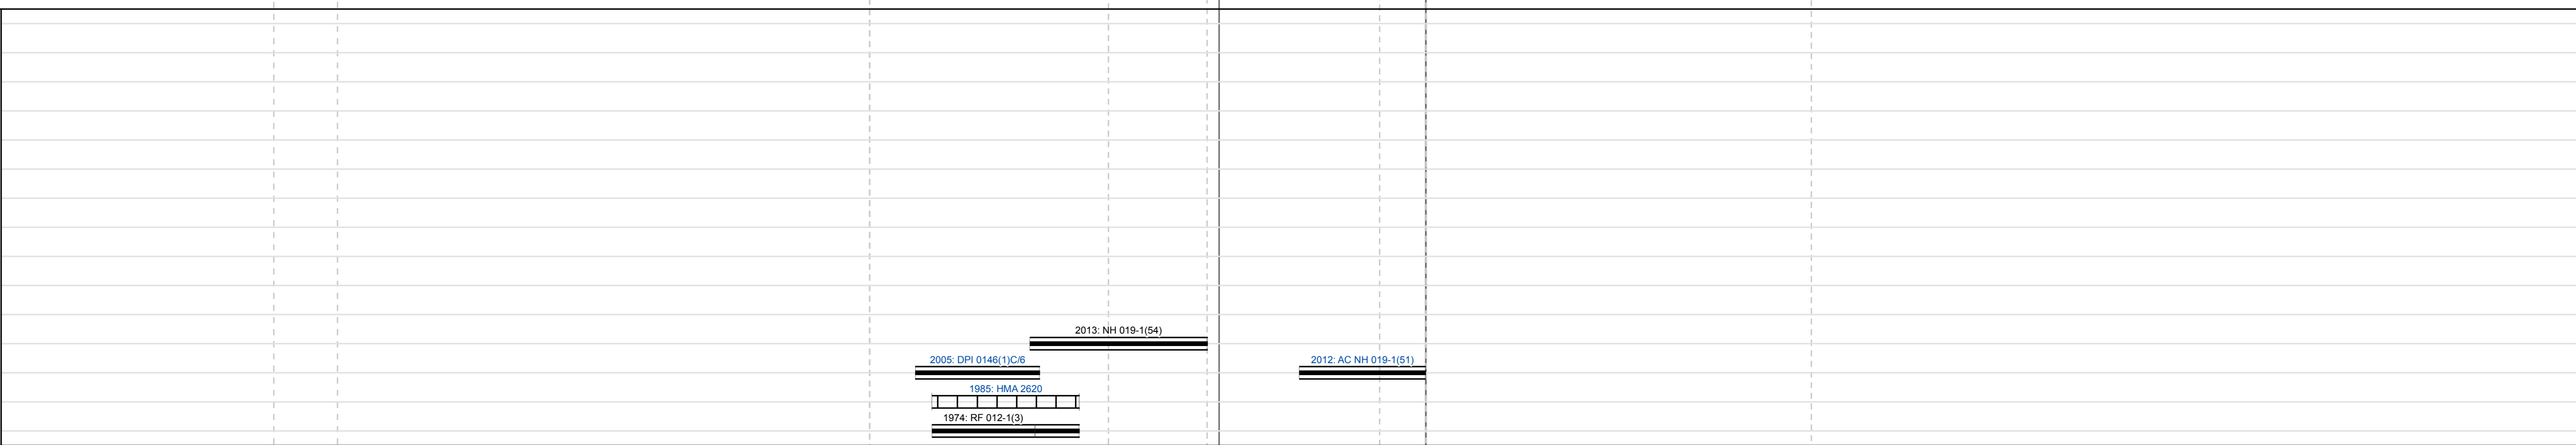 2013: NH 019-1(54)
2005: DPI 0146(1)C/6
2012: AC NH 019-1(51)
1985: HMA 2620
1974: RF 012-1(3)